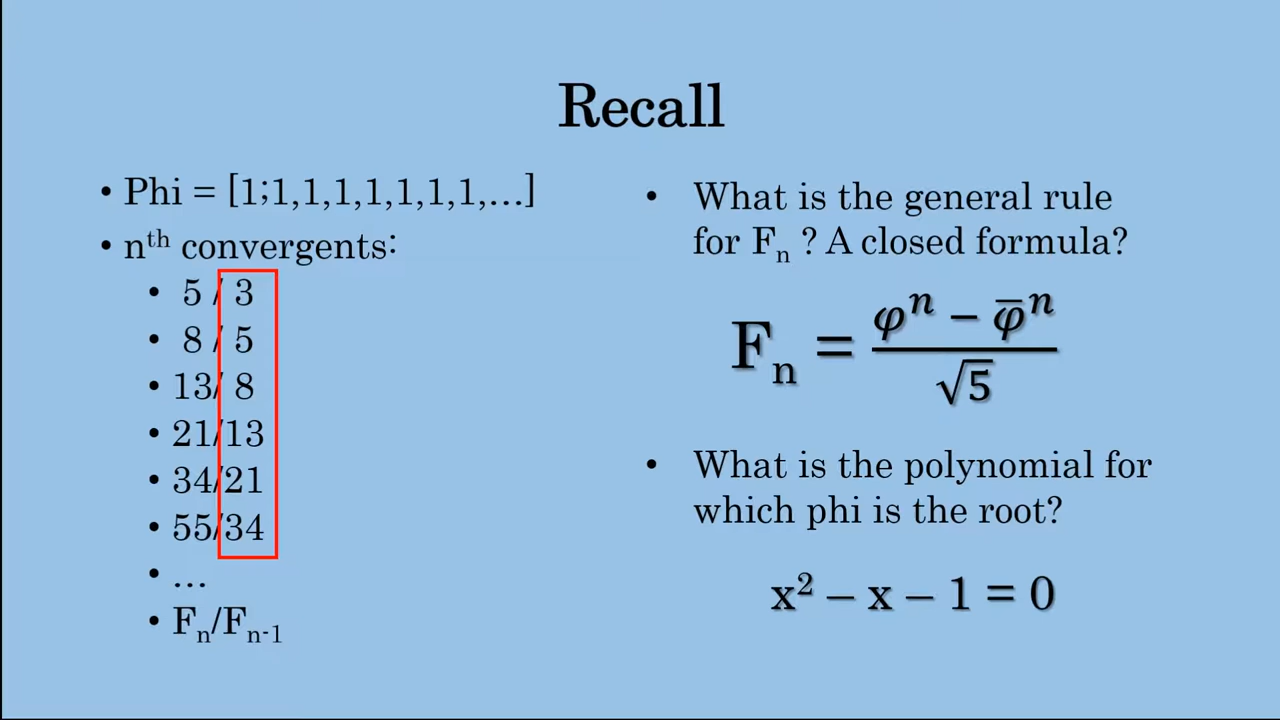 Recall
• Phi = [1;1,1,1,1,1,1,1,…]
• nth convergents:
• 5 / 3
• 8 / 5
• 13/ 8
• 21/13
• 34/21
• 55/34
• …
• Fn/Fn-1
• What is the general rule
for Fn ? A closed formula?
Fn = φⁿ − φ̅ⁿ
√5
• What is the polynomial for
which phi is the root?
x² – x – 1 = 0